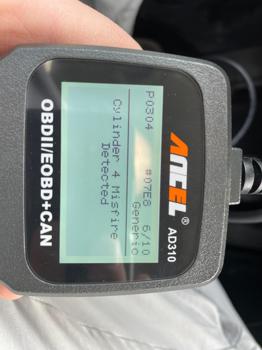 ANCEL
AD310
P0304 #07E8 6/10
Generic
Cylinder 4 Misfire
Detected
OBDII/EOBD+CAN